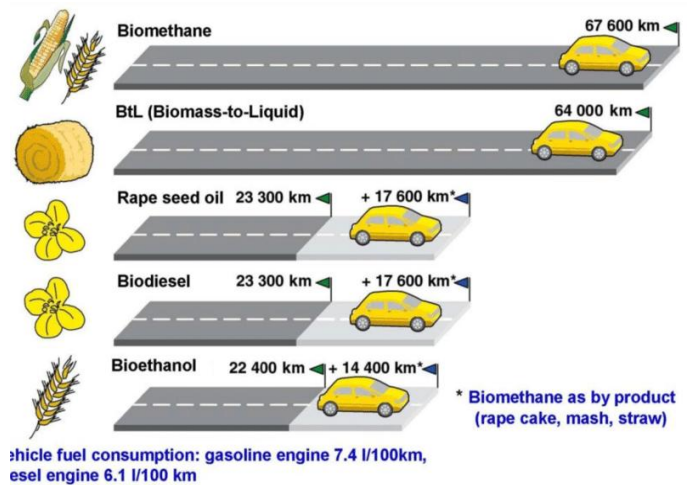 Biomethane 67 600 km
BtL (Biomass-to-Liquid) 64 000 km
Rape seed oil 23 300 km + 17 600 km*
Biodiesel 23 300 km + 17 600 km*
Bioethanol 22 400 km + 14 400 km*
* Biomethane as by product
(rape cake, mash, straw)
ehicle fuel consumption: gasoline engine 7.4 l/100km,
esel engine 6.1 l/100 km